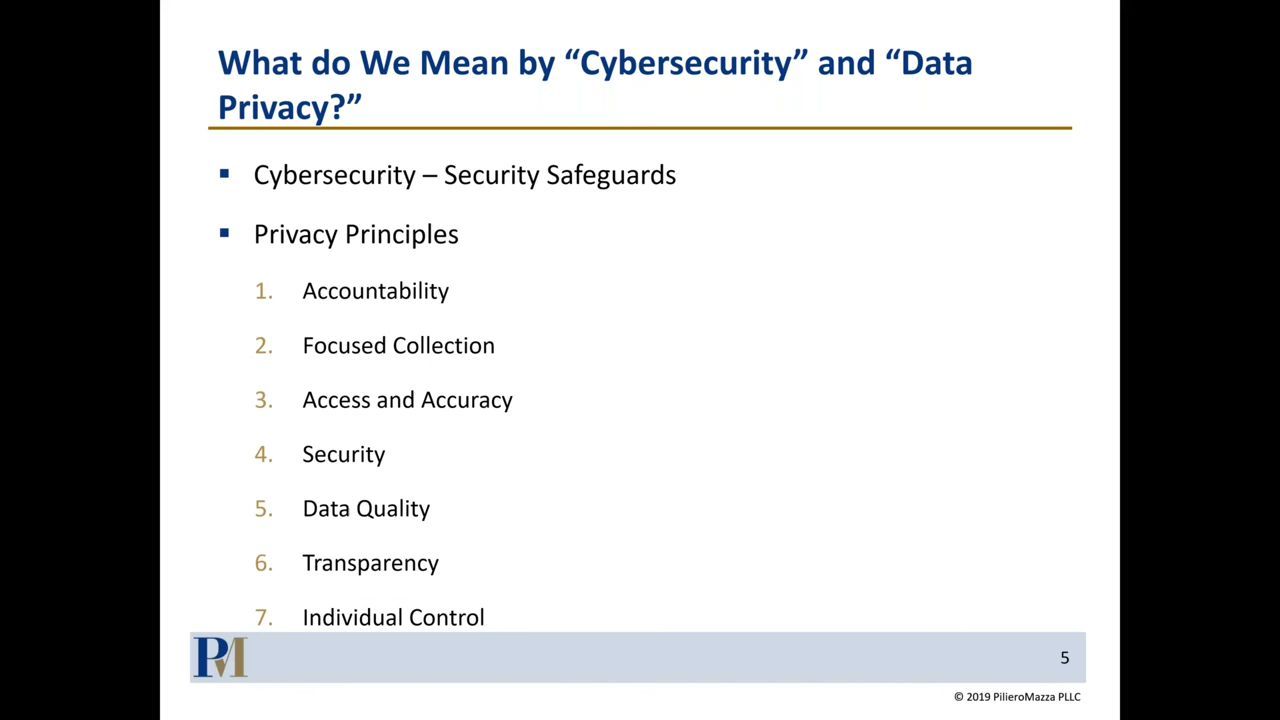 What do We Mean by “Cybersecurity” and “Data
Privacy?”
▪ Cybersecurity – Security Safeguards
▪ Privacy Principles
1. Accountability
2. Focused Collection
3. Access and Accuracy
4. Security
5. Data Quality
6. Transparency
7. Individual Control
PM
5
© 2019 PilieroMazza PLLC